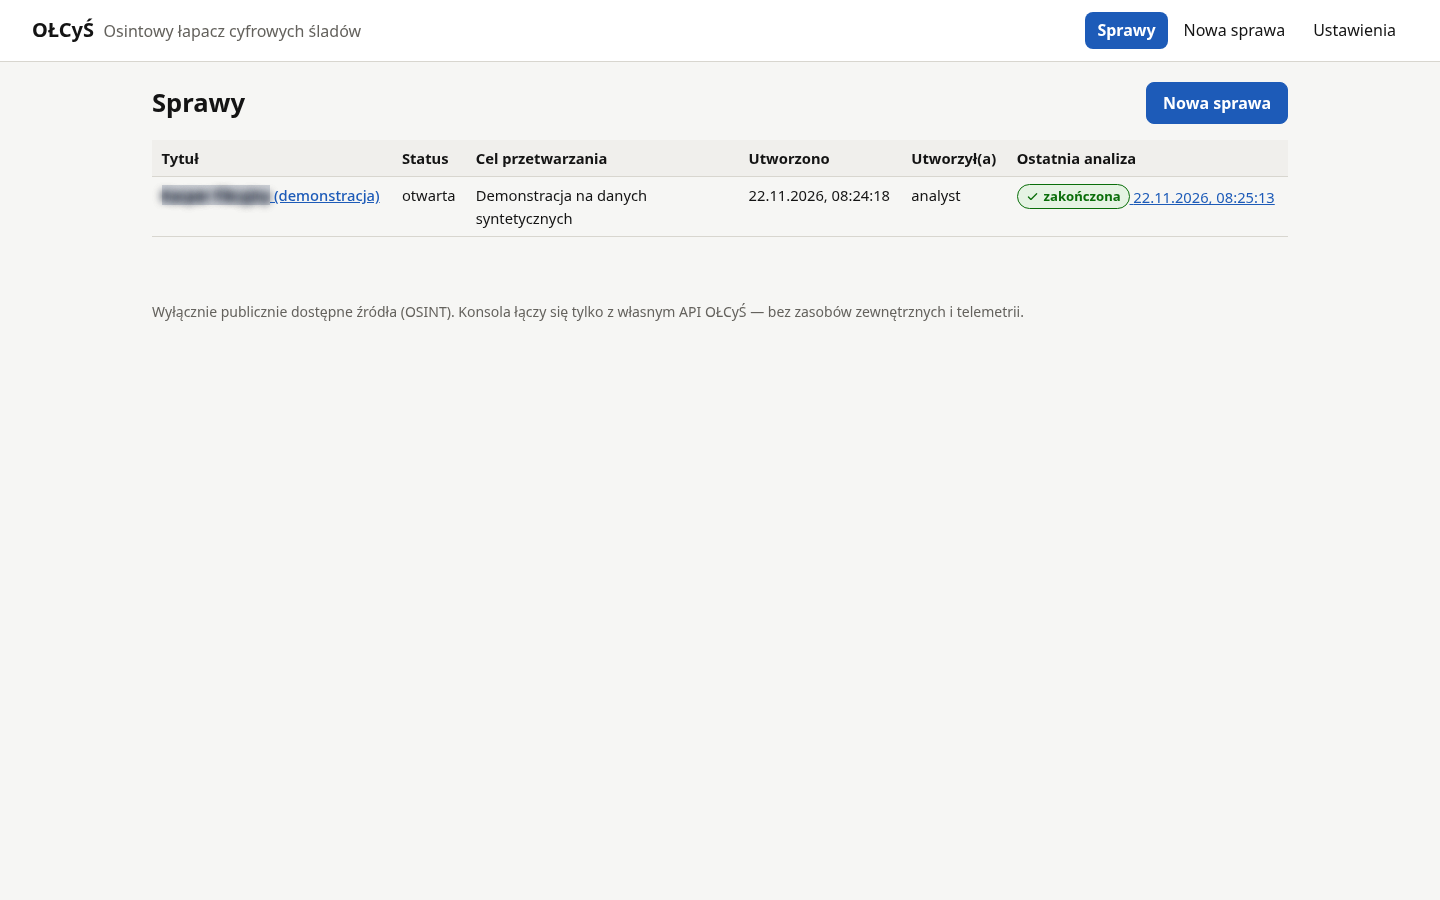 OŁCyŚ Osintowy łapacz cyfrowych śladów Sprawy Nowa sprawa Ustawienia
Sprawy Nowa sprawa
Tytuł Status Cel przetwarzania Utworzono Utworzył(a) Ostatnia analiza
(demonstracja) otwarta Demonstracja na danych 22.11.2026, 08:24:18 analyst zakończona 22.11.2026, 08:25:13
syntetycznych
Wyłącznie publicznie dostępne źródła (OSINT). Konsola łączy się tylko z własnym API OŁCyŚ — bez zasobów zewnętrznych i telemetrii.